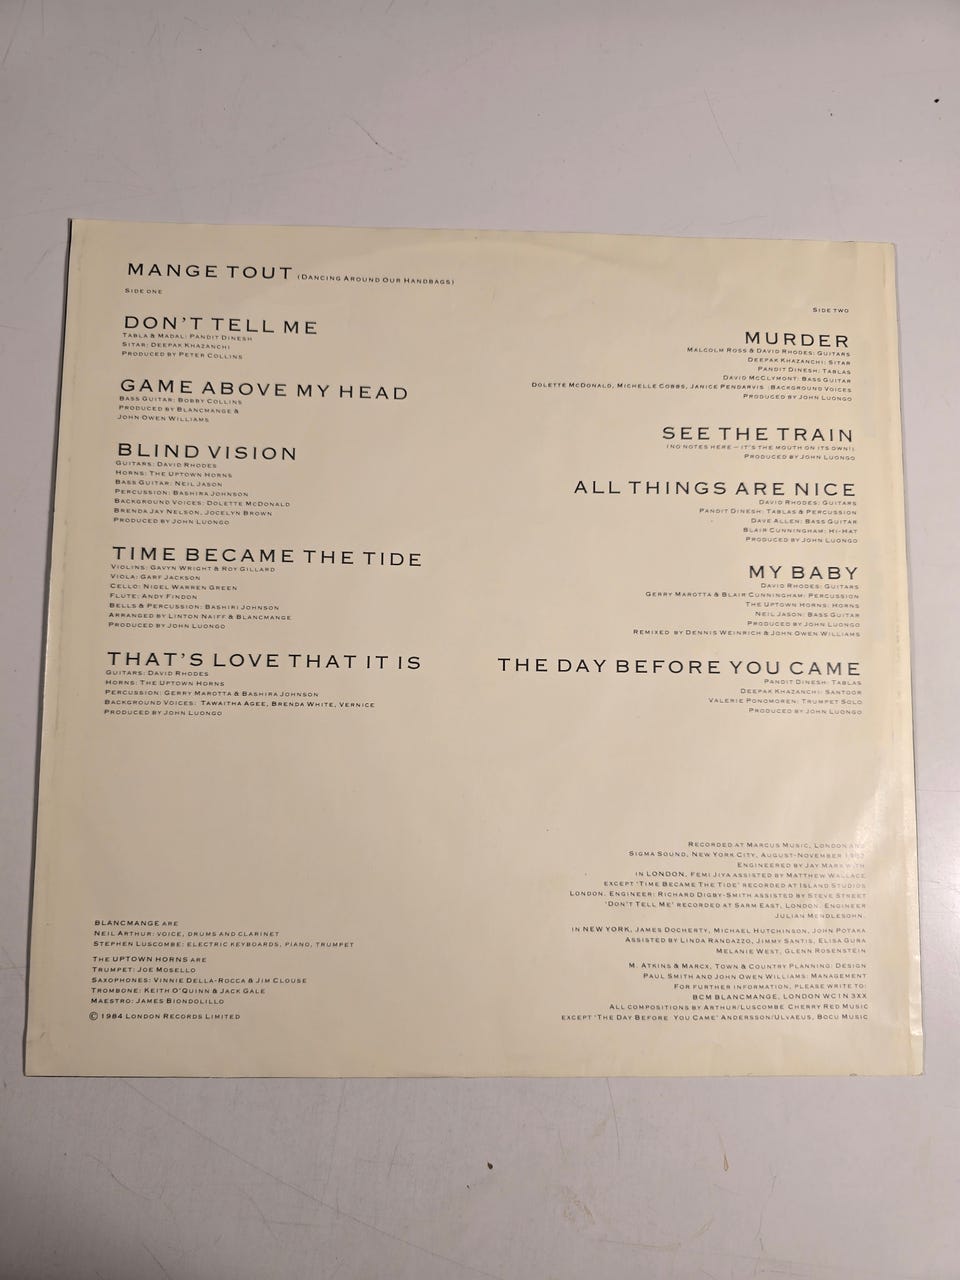 MANGE TOUT (DANCING AROUND OUR HANDBAGS)
SIDE ONE
DON'T TELL ME
TABLA & MADAL: PANDIT DINESH
SITAR: DEEPAK KHAZANCHI
PRODUCED BY PETER COLLINS
GAME ABOVE MY HEAD
BASS GUITAR: BOBBY COLLINS
PRODUCED BY BLANCMANGE &
JOHN OWEN WILLIAMS
BLIND VISION
GUITARS: DAVID RHODES
HORNS: THE UPTOWN HORNS
BASS GUITAR: NEIL JASON
PERCUSSION: BASHIRA JOHNSON
BACKGROUND VOICES: DOLETTE MCDONALD
BRENDA JAY NELSON, JOCELYN BROWN
PRODUCED BY JOHN LUONGO
TIME BECAME THE TIDE
VIOLINS: GAVYN WRIGHT & ROY GILLARD
VIOLA: GARF JACKSON
CELLO: NIGEL WARREN GREEN
FLUTE: ANDY FINDON
BELLS & PERCUSSION: BASHIRI JOHNSON
ARRANGED BY LINTON NAIFF & BLANCMANGE
PRODUCED BY JOHN LUONGO
THAT'S LOVE THAT IT IS
GUITARS: DAVID RHODES
HORNS: THE UPTOWN HORNS
PERCUSSION: GERRY MAROTTA & BASHIRA JOHNSON
BACKGROUND VOICES: TAWAITHA AGEE, BRENDA WHITE, VERNICE
PRODUCED BY JOHN LUONGO
BLANCMANGE ARE
NEIL ARTHUR: VOICE, DRUMS AND CLARINET
STEPHEN LUSCOMBE: ELECTRIC KEYBOARDS, PIANO, TRUMPET
THE UPTOWN HORNS ARE
TRUMPET: JOE MOSELLO
SAXOPHONES: VINNIE DELLA-ROCCA & JIM CLOUSE
TROMBONE: KEITH O'QUINN & JACK GALE
MAESTRO: JAMES BIONDOLILLO
© 1984 LONDON RECORDS LIMITED
SIDE TWO
MURDER
MALCOLM ROSS & DAVID RHODES: GUITARS
DEEPAK KHAZANCHI: SITAR
PANDIT DINESH: TABLAS
DAVID MCCLYMONT: BASS GUITAR
DOLETTE MCDONALD, MICHELLE COBBS, JANICE PENDARVIS :BACKGROUND VOICES
PRODUCED BY JOHN LUONGO
SEE THE TRAIN
(NO NOTES HERE – IT'S THE MOUTH ON ITS OWN!)
PRODUCED BY JOHN LUONGO
ALL THINGS ARE NICE
DAVID RHODES: GUITARS
PANDIT DINESH: TABLAS & PERCUSSION
DAVE ALLEN: BASS GUITAR
BLAIR CUNNINGHAM: HI-HAT
PRODUCED BY JOHN LUONGO
MY BABY
DAVID RHODES: GUITARS
GERRY MAROTTA & BLAIR CUNNINGHAM: PERCUSSION
THE UPTOWN HORNS: HORNS
NEIL JASON: BASS GUITAR
PRODUCED BY JOHN LUONGO
REMIXED BY DENNIS WEINRICH & JOHN OWEN WILLIAMS
THE DAY BEFORE YOU CAME
PANDIT DINESH: TABLAS
DEEPAK KHAZANCHI: SANTOOR
VALERIE PONOMOREN: TRUMPET SOLO
PRODUCED BY JOHN LUONGO
RECORDED AT MARCUS MUSIC, LONDON AND
SIGMA SOUND, NEW YORK CITY, AUGUST-NOVEMBER
ENGINEERED BY JAY MARK WITH
IN LONDON, FEMI JIYA ASSISTED BY MATTHEW WALLACE
EXCEPT 'TIME BECAME THE TIDE' RECORDED AT ISLAND STUDIOS
LONDON. ENGINEER: RICHARD DIGBY-SMITH ASSISTED BY STEVE STREET
'DON'T TELL ME' RECORDED AT SARM EAST, LONDON. ENGINEER
JULIAN MENDLESOHN.
IN NEW YORK, JAMES DOCHERTY, MICHAEL HUTCHINSON, JOHN POTAKA
ASSISTED BY LINDA RANDAZZO, JIMMY SANTIS, ELISA GURA
MELANIE WEST, GLENN ROSENSTEIN
M. ATKINS & MARCX, TOWN & COUNTRY PLANNING: DESIGN
PAUL SMITH AND JOHN OWEN WILLIAMS: MANAGEMENT
FOR FURTHER INFORMATION, PLEASE WRITE TO:
BCM BLANCMANGE, LONDON WC1N 3XX
ALL COMPOSITIONS BY ARTHUR/LUSCOMBE CHERRY RED MUSIC
EXCEPT 'THE DAY BEFORE YOU CAME' ANDERSSON/ULVAEUS, BOCU MUSIC